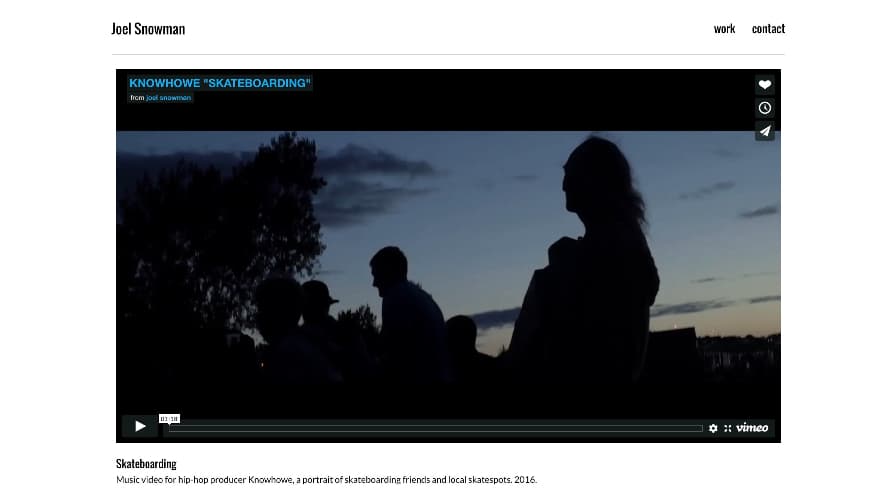 Joel Snowman
work contact
KNOWHOWE "SKATEBOARDING"
from joel snowman
03:18
vimeo
Skateboarding
Music video for hip-hop producer Knowhowe, a portrait of skateboarding friends and local skatespots. 2016.